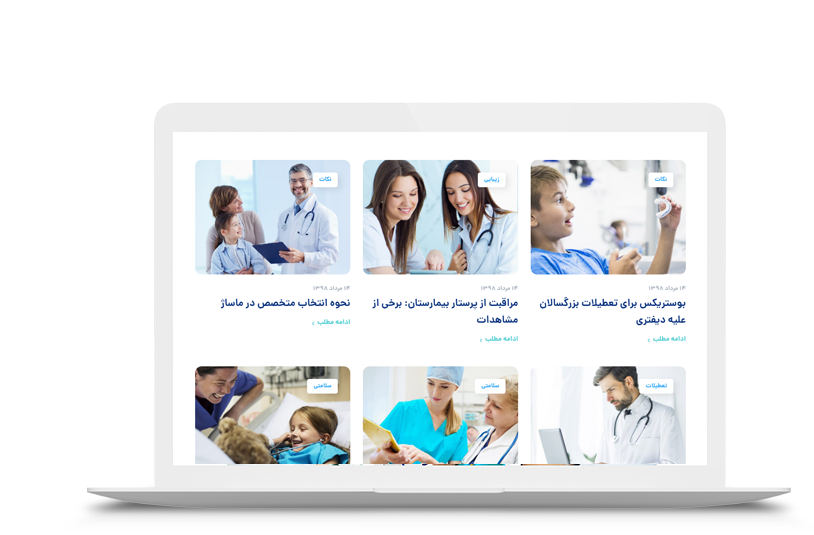 نکات
۱۴ مرداد ۱۳۹۸
بوستریکس برای تعطیلات بزرگسالان
علیه دیفتری
ادامه مطلب
زیبایی
۱۴ مرداد ۱۳۹۸
مراقبت از پرستار بیمارستان: برخی از
مشاهدات
ادامه مطلب
نکات
۱۴ مرداد ۱۳۹۸
نحوه انتخاب متخصص در ماساژ
ادامه مطلب
تعطیلات
سلامتی
سلامتی